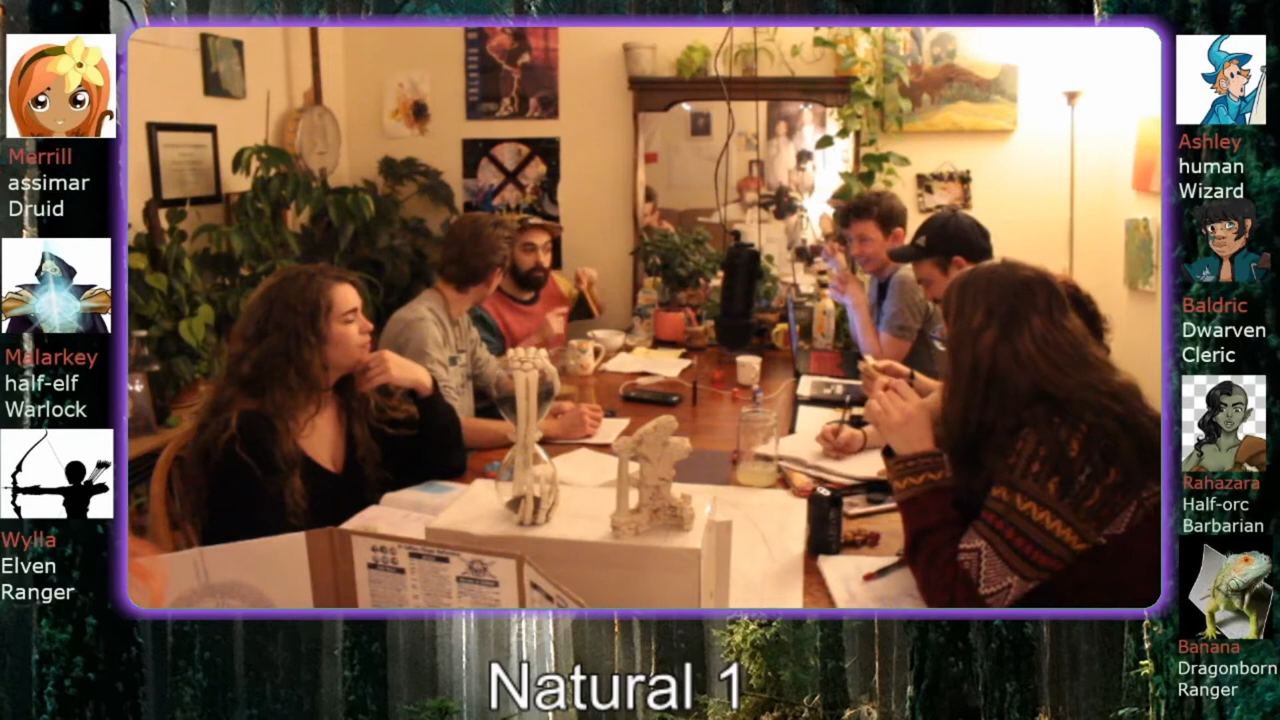 Merrill
assimar
Druid
Malarkey
half-elf
Warlock
Wylla
Elven
Ranger
Ashley
human
Wizard
Baldric
Dwarven
Cleric
Rahazara
Half-orc
Barbarian
Banana
Dragonborn
Ranger
Natural 1